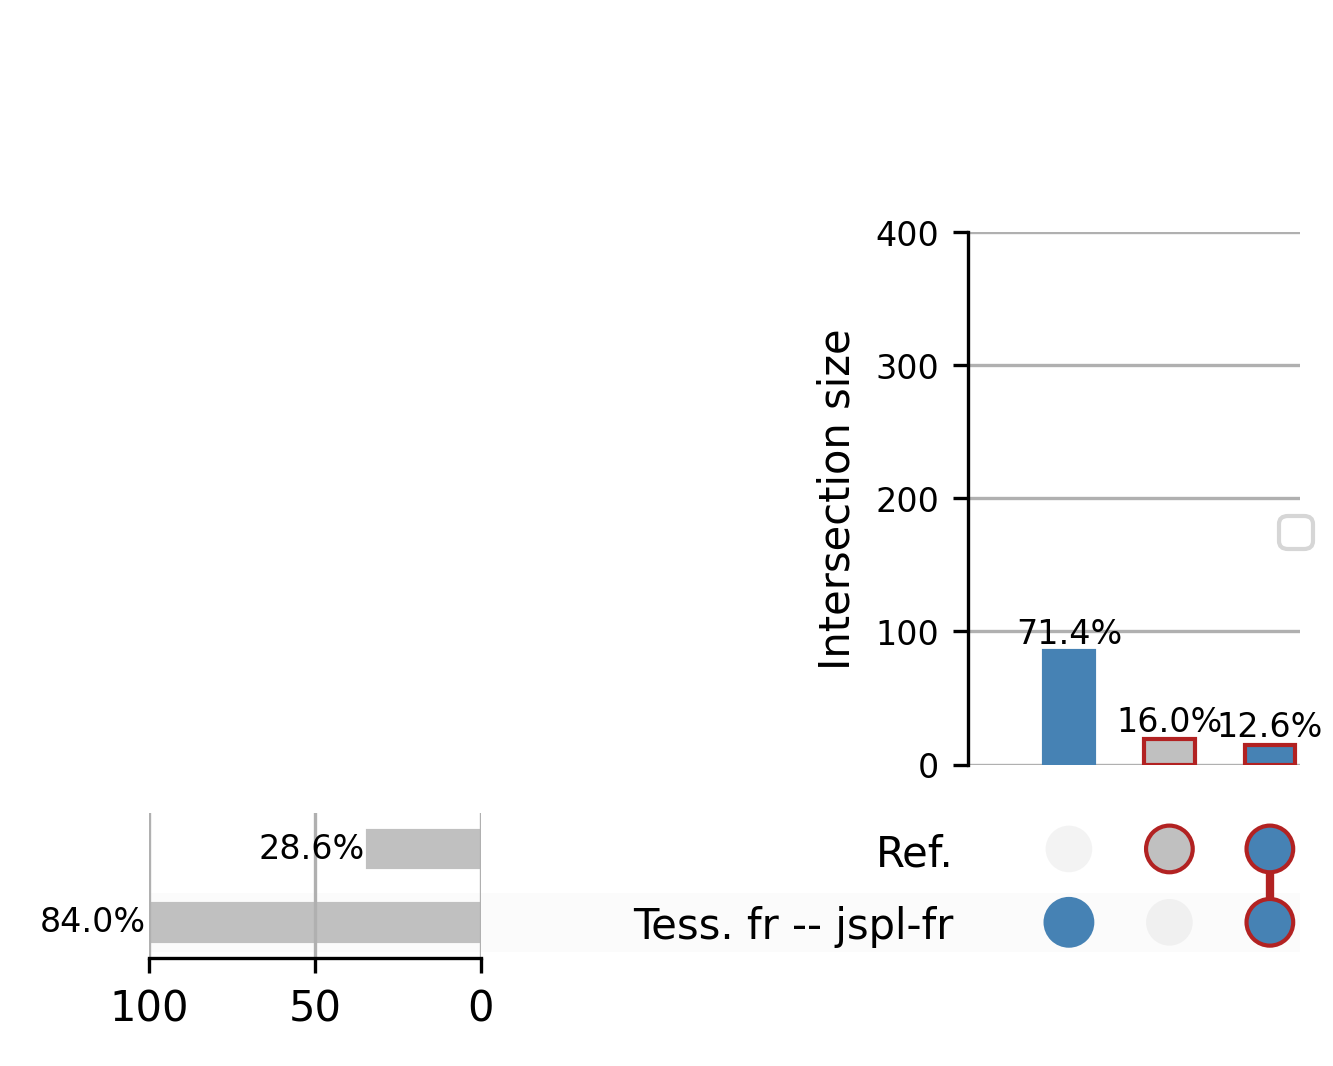 400
300
200
100
0
Intersection size
71.4%
16.0%
12.6%
28.6%
84.0%
100 50 0
Ref.
Tess. fr -- jspl-fr